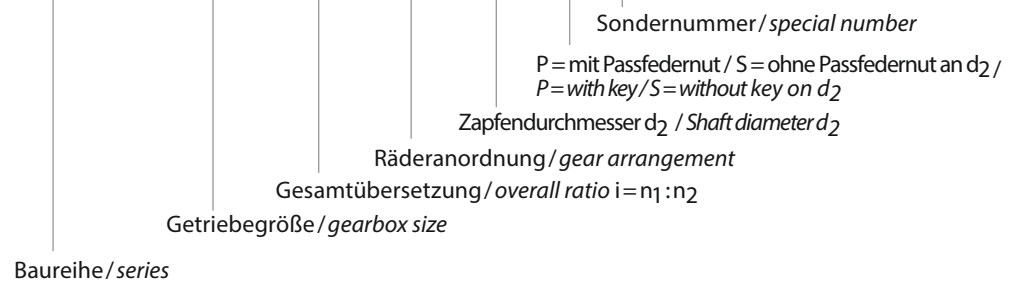 Sondernummer/special number
P=mit Passfedernut/S=ohne Passfedernut an d2/
P=with key/S=without key on d2
Zapfendurchmesser d2 /Shaft diameter d2
Räderanordnung/gear arrangement
Gesamtübersetzung/overall ratio i=n1:n2
Getriebegröße/gearbox size
Baureihe/series